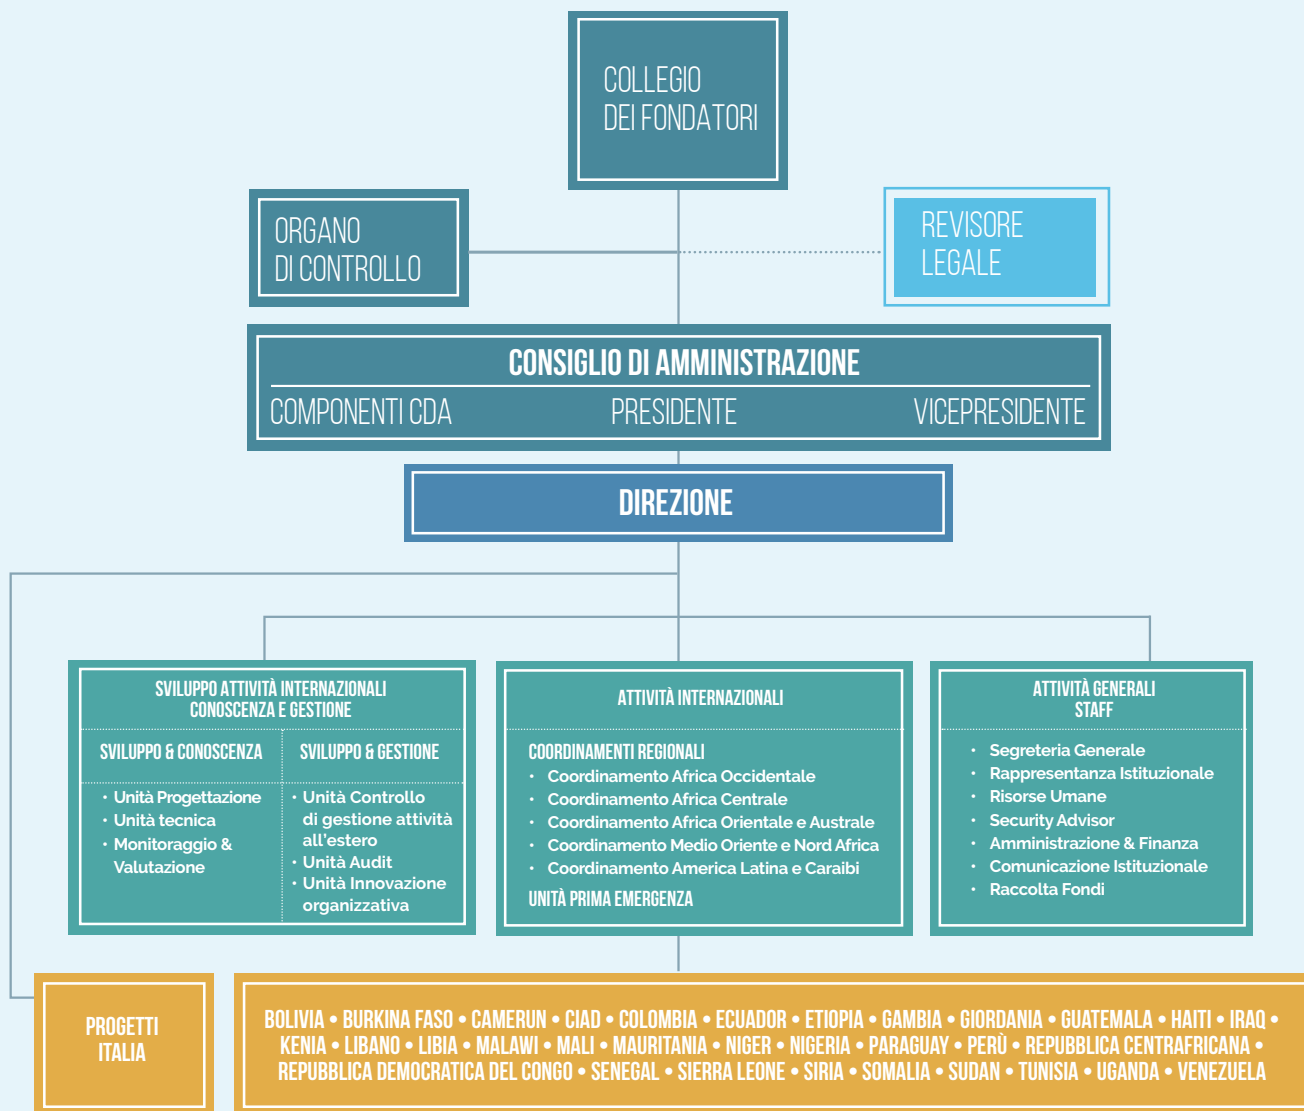 COLLEGIO
DEI FONDATORI
ORGANO
DI CONTROLLO
REVISORE
LEGALE
CONSIGLIO DI AMMINISTRAZIONE
COMPONENTI CDA
PRESIDENTE
VICEPRESIDENTE
DIREZIONE
SVILUPPO ATTIVITÀ INTERNAZIONALI
CONOSCENZA E GESTIONE
SVILUPPO & CONOSCENZA
• Unità Progettazione
• Unità tecnica
• Monitoraggio &
Valutazione
SVILUPPO & GESTIONE
• Unità Controllo
di gestione attività
all'estero
• Unità Audit
• Unità Innovazione
organizzativa
ATTIVITÀ INTERNAZIONALI
COORDINAMENTI REGIONALI
• Coordinamento Africa Occidentale
• Coordinamento Africa Centrale
• Coordinamento Africa Orientale e Australe
• Coordinamento Medio Oriente e Nord Africa
• Coordinamento America Latina e Caraibi
UNITÀ PRIMA EMERGENZA
ATTIVITÀ GENERALI
STAFF
• Segreteria Generale
• Rappresentanza Istituzionale
• Risorse Umane
• Security Advisor
• Amministrazione & Finanza
• Comunicazione Istituzionale
• Raccolta Fondi
PROGETTI
ITALIA
BOLIVIA • BURKINA FASO • CAMERUN • CIAD • COLOMBIA • ECUADOR • ETIOPIA • GAMBIA • GIORDANIA • GUATEMALA • HAITI • IRAQ •
KENIA • LIBANO • LIBIA • MALAWI • MALI • MAURITANIA • NIGER • NIGERIA • PARAGUAY • PERÙ • REPUBBLICA CENTRAFRICANA •
REPUBBLICA DEMOCRATICA DEL CONGO • SENEGAL • SIERRA LEONE • SIRIA • SOMALIA • SUDAN • TUNISIA • UGANDA • VENEZUELA